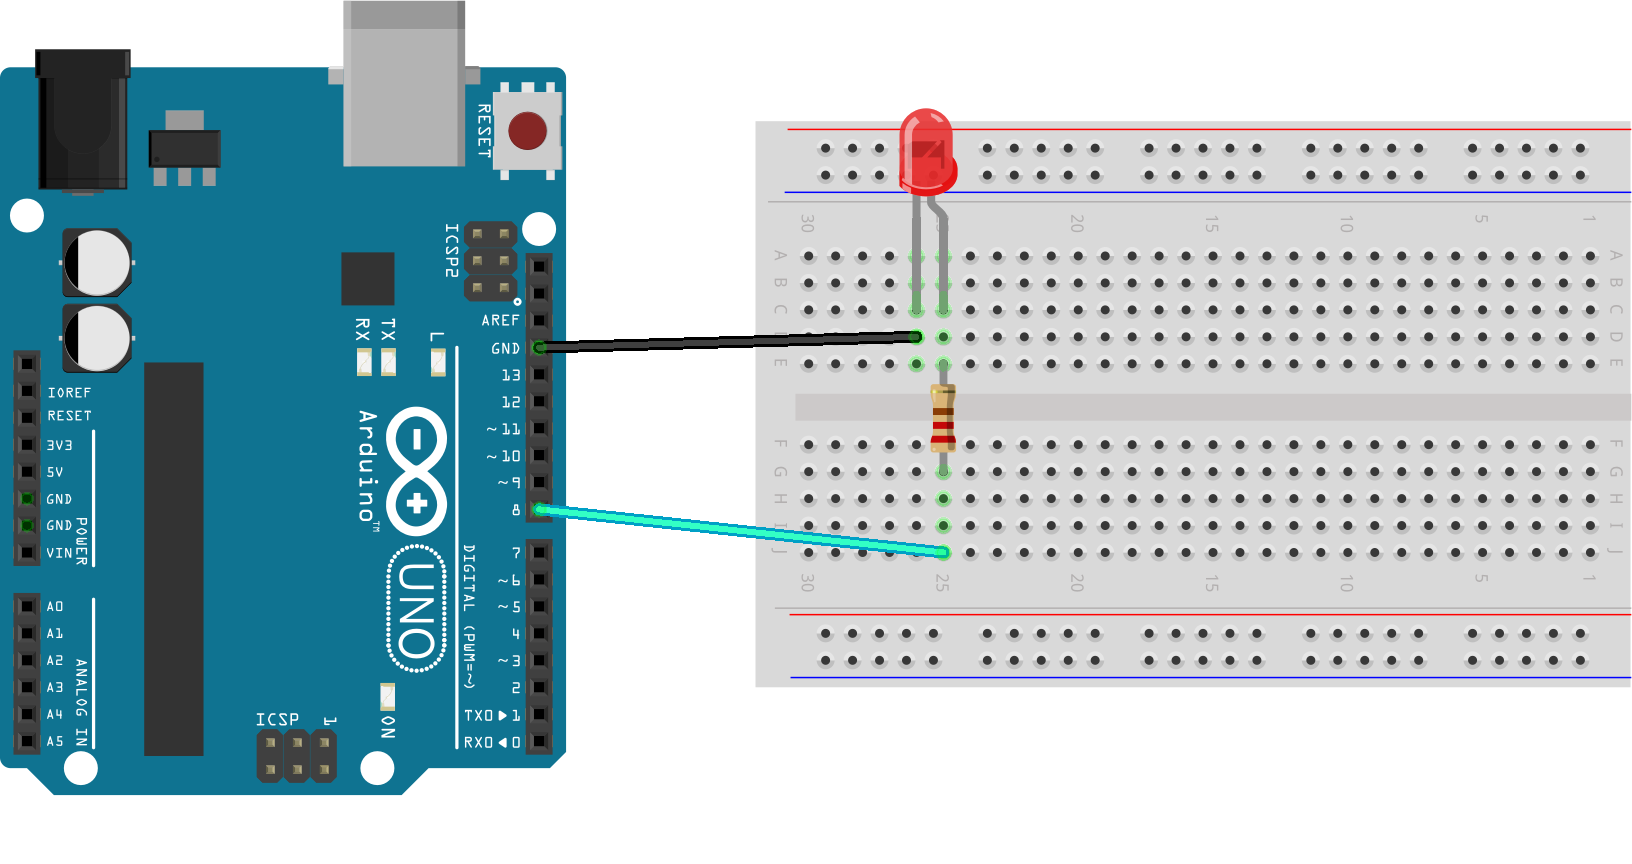 RESET
ICSP2
AREF
GND
RX
TX
L
13
12
~11
~10
~9
8
IOREF
RESET
3V3
5V
GND
GND
VIN
POWER
Arduino™
UNO
DIGITAL (PWM=~)
7
~6
~5
4
~3
2
TX0▶1
RX0◀0
A0
A1
A2
A3
A4
A5
ANALOG IN
ICSP 1
ON
30 20 15 10 5 1
A A
B B
C C
D
E E
F
G
H
I I
J J
30 25 20 15 10 5 1